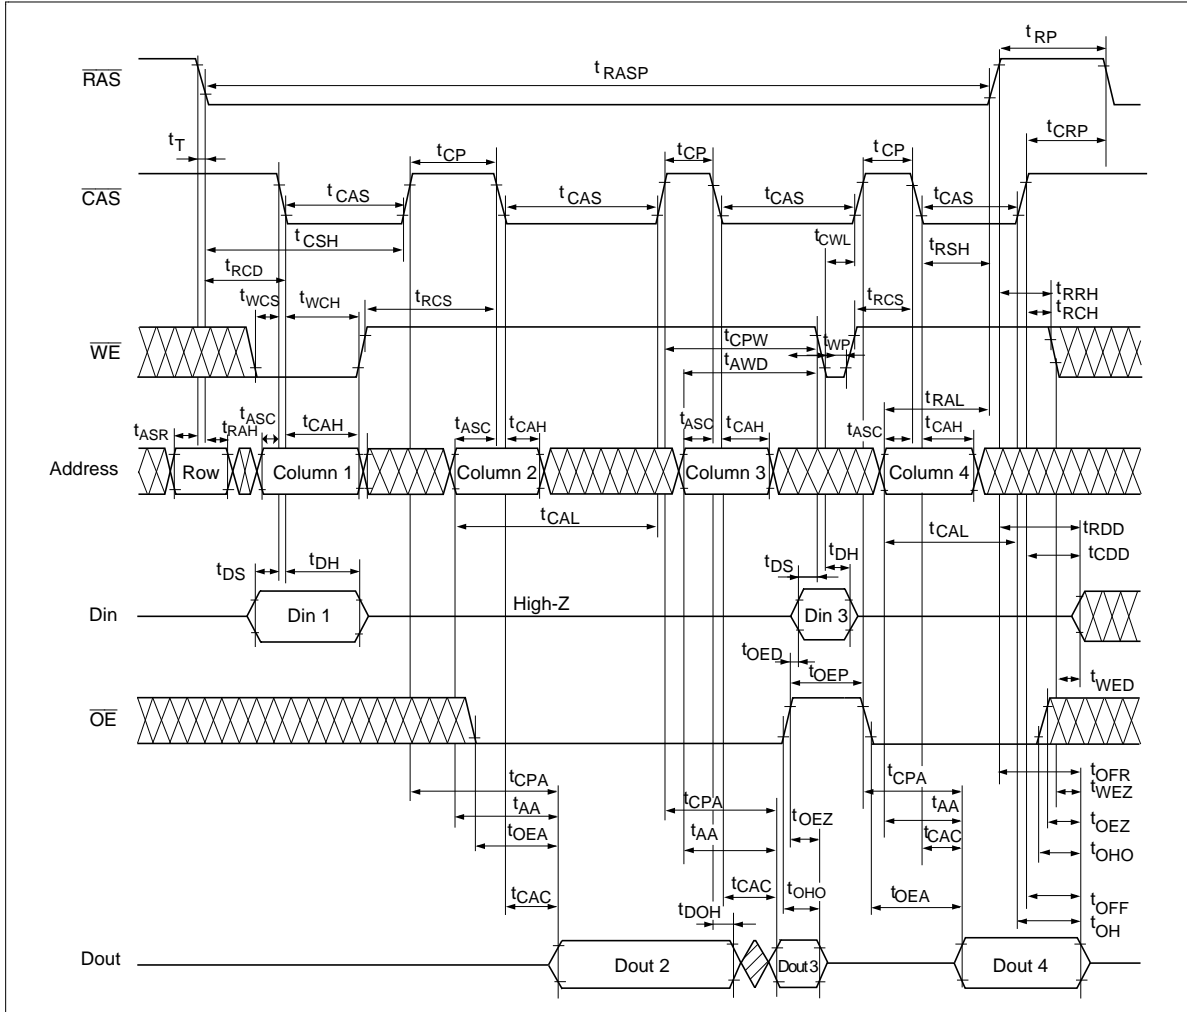 tRP
RAS
tRASP
tT
tCP
tCP
tCP
tCRP
CAS
tCAS
tCAS
tCAS
tCAS
tCSH
tCWL
tRSH
tRCD
tWCS
tWCH
tRCS
tRCS
tRRH
tRCH
WE
tCPW
tWP
tAWD
tRAL
tASR
tRAH
tASC
tCAH
tASC
tCAH
tASC
tCAH
tASC
tCAH
Address
Row
Column 1
Column 2
Column 3
Column 4
tCAL
tCAL
tRDD
tCDD
tDS
tDH
tDS
tDH
Din
Din 1
High-Z
Din 3
tOED
tOEP
tWED
OE
tCPA
tCPA
tCPA
tOFR
tWEZ
tAA
tAA
tAA
tOEA
tOEZ
tOEZ
tCAC
tOHO
tCAC
tCAC
tOHO
tOEA
tDOH
tOFF
tOH
Dout
Dout 2
Dout 3
Dout 4